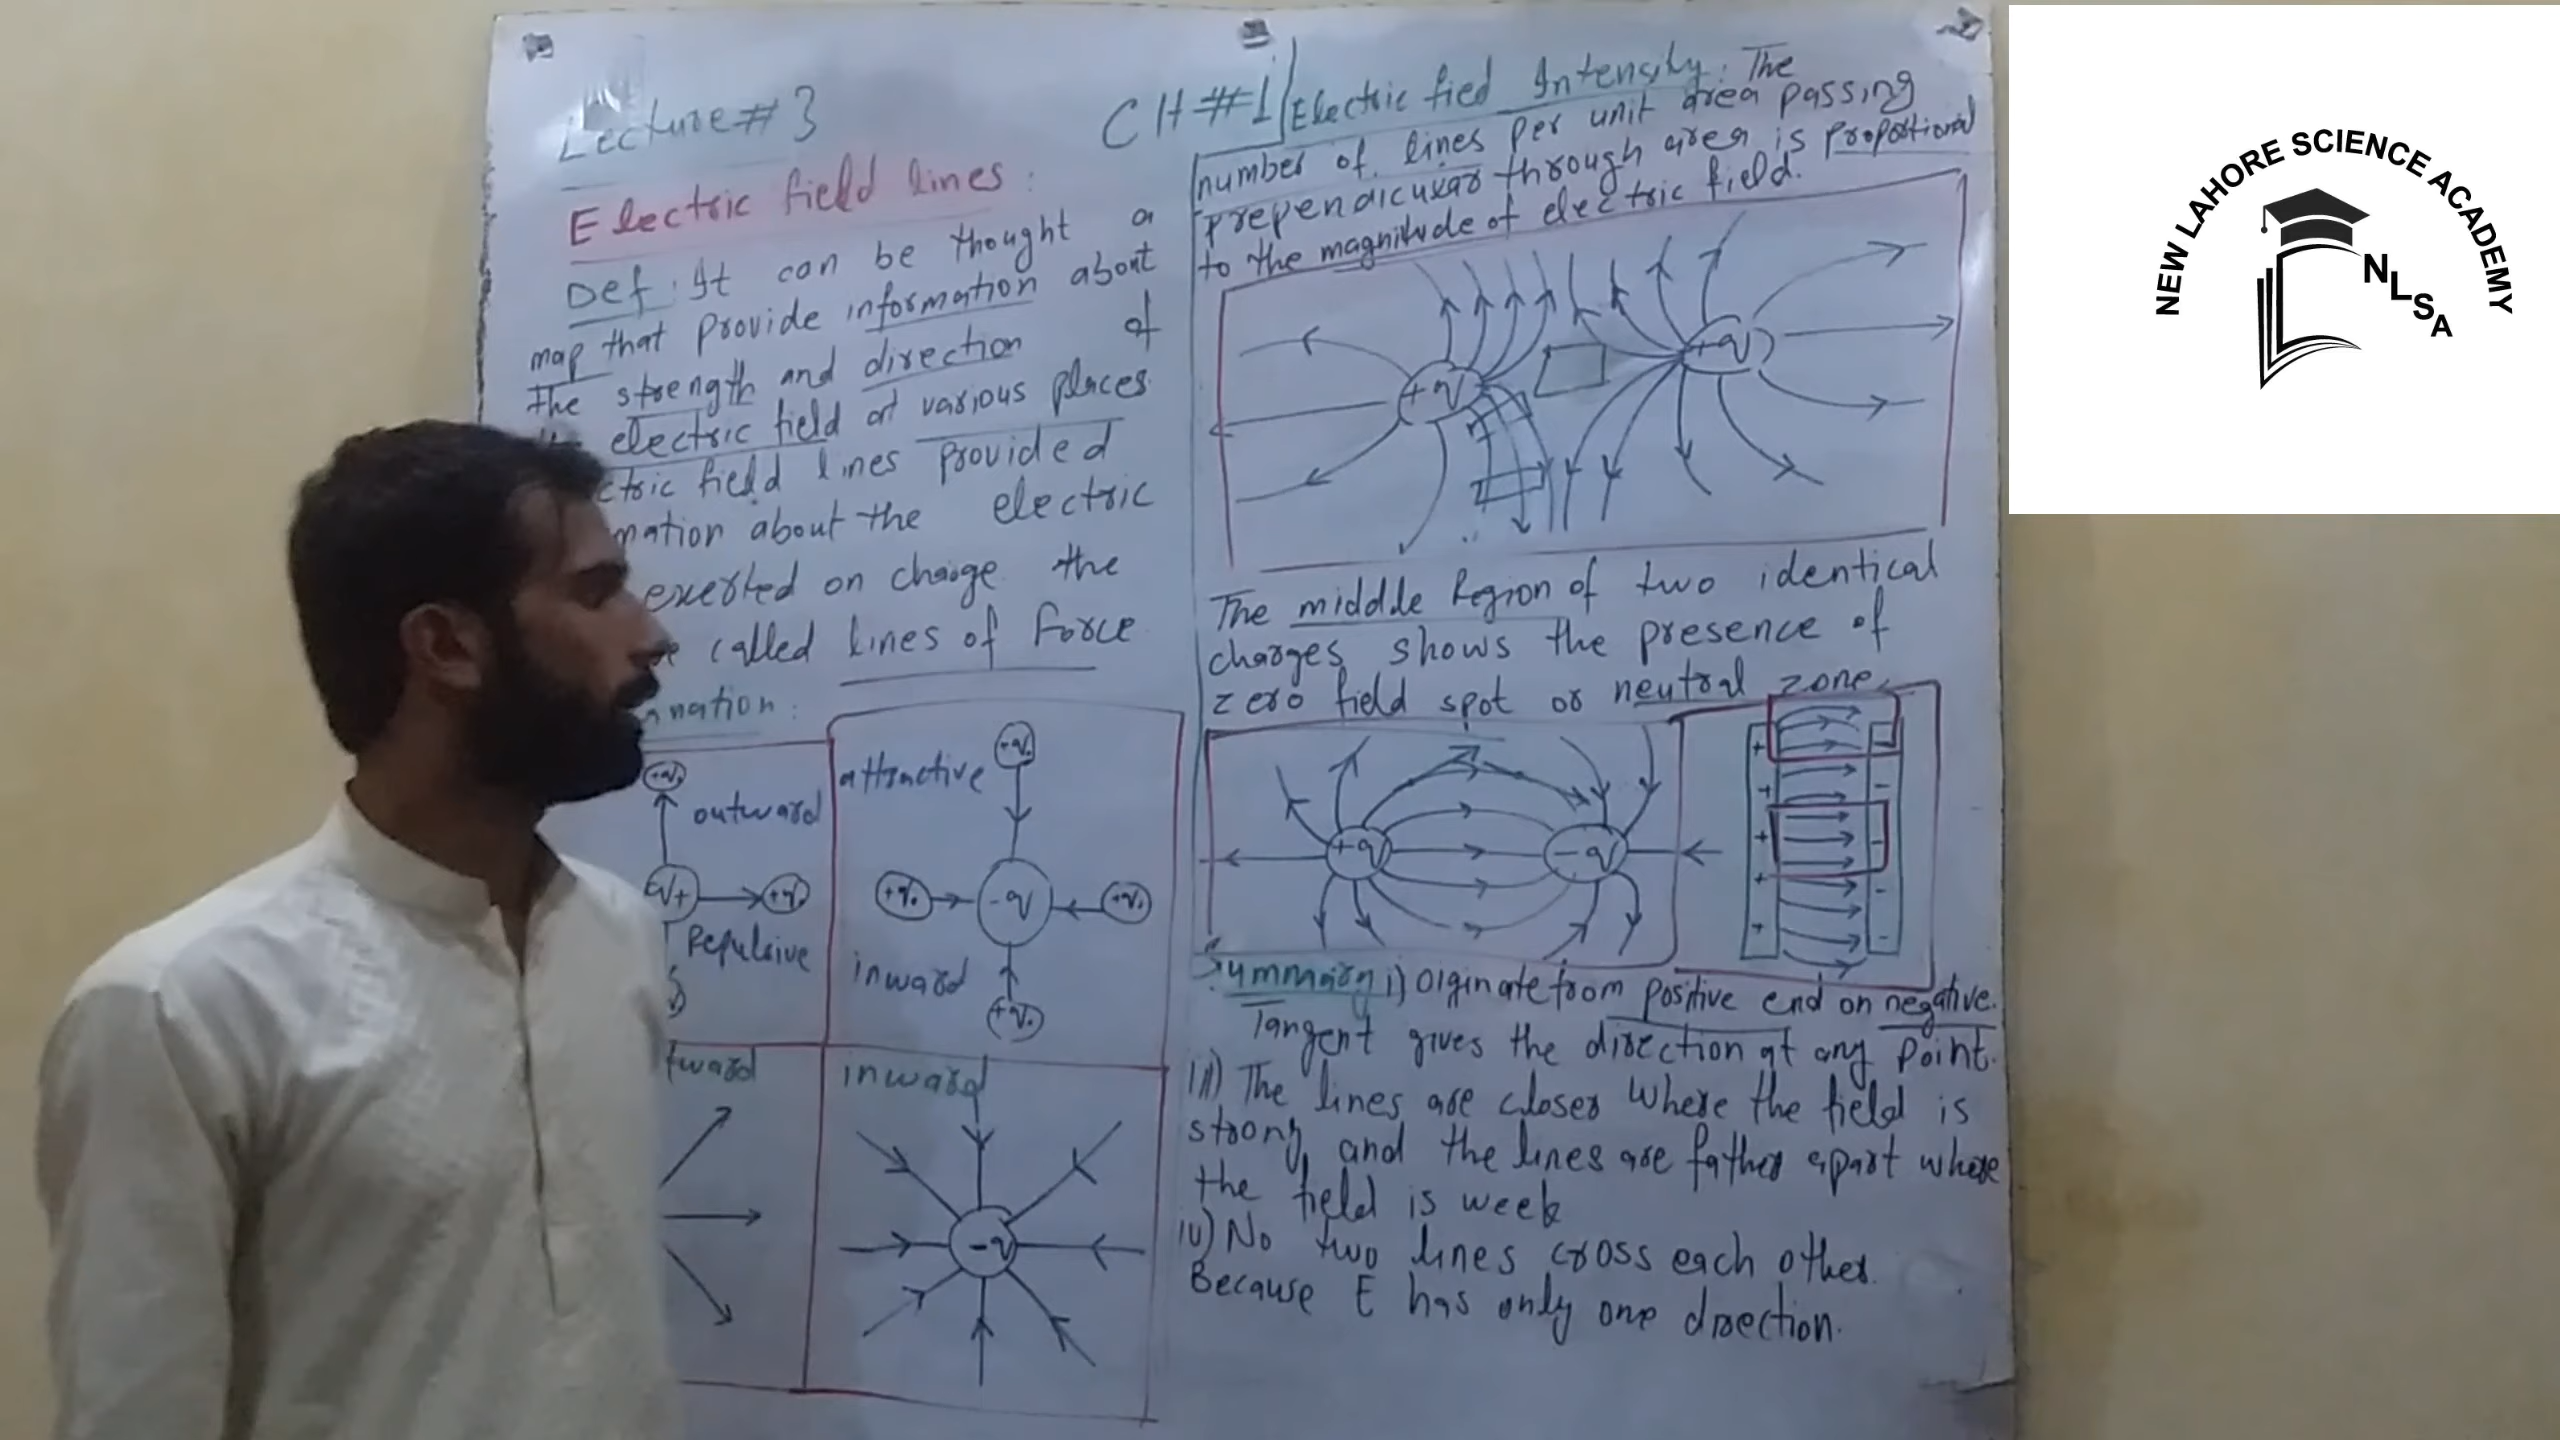 Lecture# 3
CH#1
Electric field lines:
Def: It can be thought a
map that provide information about
the strength and direction of
electric field at various places
ctric field lines provided
mation about the electric
exerted on charge the
called lines of force
nation:
+q.
outward
q+
+q.
Repulsive
attractive
+q.
+q.
-q
+q.
inward
+q.
tward
inward
-q
Electric fied Intensity: The
number of lines per unit area passing
prependicular through area is proportional
to the magnitude of electric field.
+q
+q
The middle Region of two identical
charges shows the presence of
zero field spot or neutral zone.
+q
-q
+ + + + +
- - - -
Summary i) Orginate from positive end on negative.
Tangent gives the direction at any point.
iii) The lines are closer where the field is
strong and the lines are father apart where
the field is week
iv) No two lines cross each other.
Because E has only one direction.
NEW LAHORE SCIENCE ACADEMY
NLSA